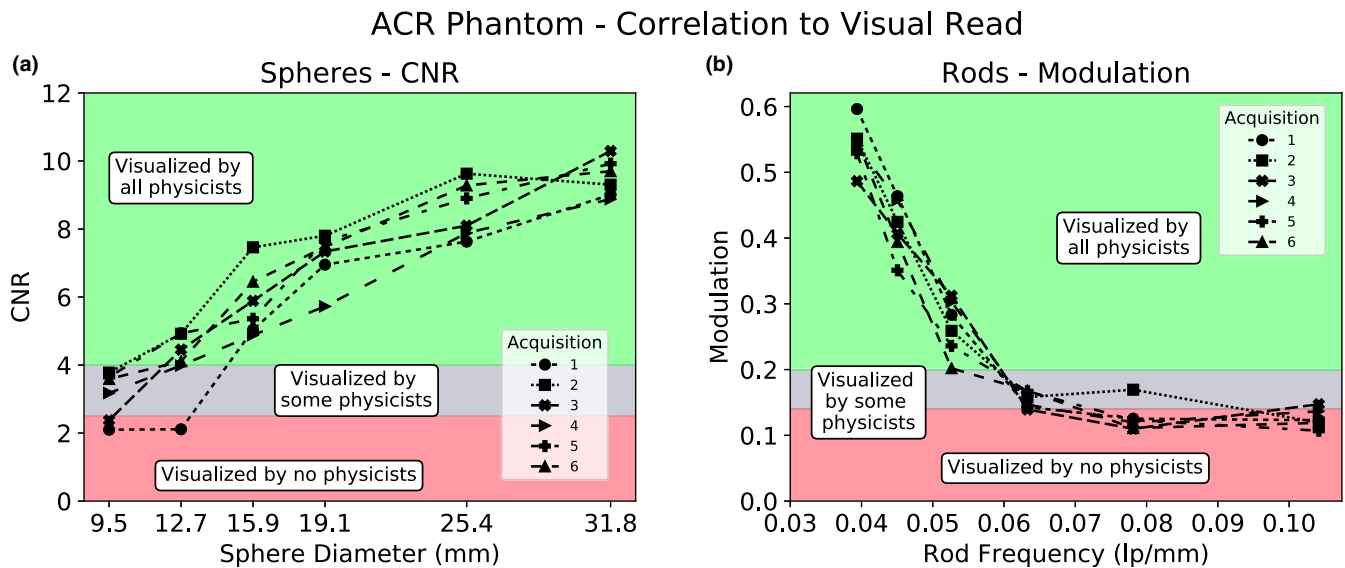 ACR Phantom - Correlation to Visual Read
(a)
Spheres - CNR
12
10
8
6
4
2
0
CNR
Visualized by
all physicists
Visualized by
some physicists
Visualized by no physicists
Acquisition
1
2
3
4
5
6
9.5
12.7
15.9
19.1
25.4
31.8
Sphere Diameter (mm)
(b)
Rods - Modulation
0.6
0.5
0.4
0.3
0.2
0.1
0.0
Modulation
Acquisition
1
2
3
4
5
6
Visualized by
all physicists
Visualized
by some
physicists
Visualized by no physicists
0.03
0.04
0.05
0.06
0.07
0.08
0.09
0.10
Rod Frequency (lp/mm)